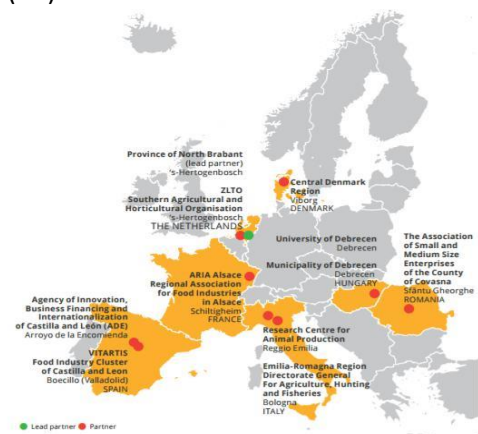 Province of North Brabant
(lead partner)
's-Hertogenbosch
ZLTO
Southern Agricultural and
Horticultural Organisation
's-Hertogenbosch
THE NETHERLANDS
Central Denmark
Region
Viborg
DENMARK
University of Debrecen
Debrecen
Municipality of Debrecen
Debrecen
HUNGARY
The Association
of Small and
Medium Size
Enterprises
of the County
of Covasna
Sfântu Gheorghe
ROMANIA
ARIA Alsace
Regional Association
for Food Industries
in Alsace
Schiltigheim
FRANCE
Agency of Innovation,
Business Financing and
Internationalization
of Castilla and León (ADE)
Arroyo de la Encomienda
VITARTIS
Food Industry Cluster
of Castilla and Leon
Boecillo (Valladolid)
SPAIN
Research Centre for
Animal Production
Reggio Emilia
Emilia-Romagna Region
Directorate General
For Agriculture, Hunting
and Fisheries
Bologna
ITALY
Lead partner Partner